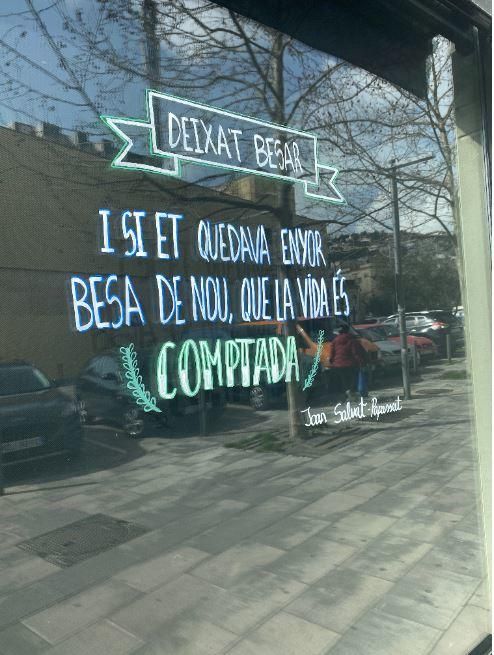 DEIXA'T BESAR
I SI ET QUEDAVA ENYOR
BESA DE NOU, QUE LA VIDA ÉS
COMPTADA
Joan Salvat-Papasseit